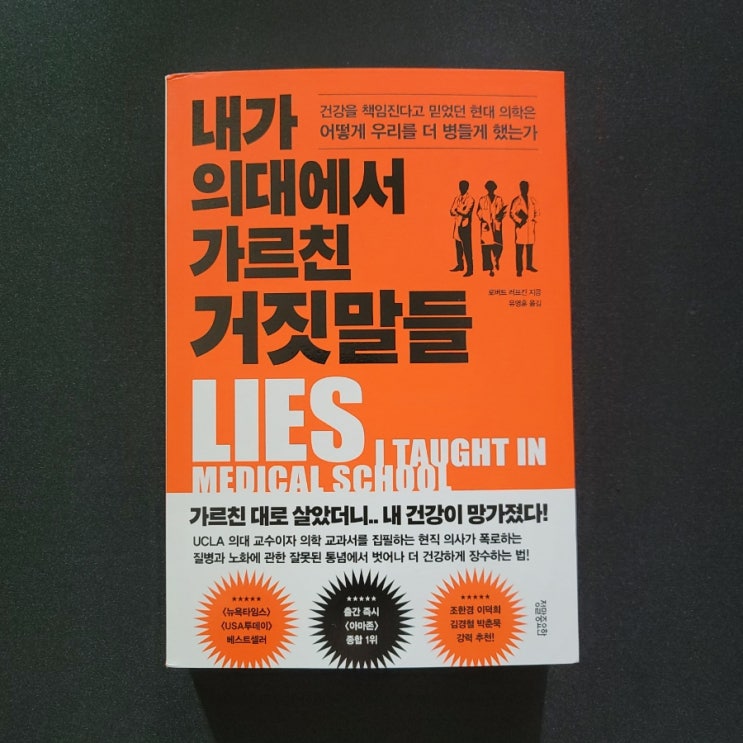 내가
의대에서
가르친
거짓말들
건강을 책임진다고 믿었던 현대 의학은
어떻게 우리를 더 병들게 했는가
로버트 러프킨 지음
유영훈 옮김
LIES
I TAUGHT IN
MEDICAL SCHOOL
가르친 대로 살았더니.. 내 건강이 망가졌다!
UCLA 의대 교수이자 의학 교과서를 집필하는 현직 의사가 폭로하는
질병과 노화에 관한 잘못된 통념에서 벗어나 더 건강하게 장수하는 법!
★★★★★
〈뉴욕타임스〉
〈USA투데이〉
베스트셀러
★★★★★
출간 즉시
〈아마존〉
종합 1위
★★★★★
조한경 이덕희
김경철 박춘묵
강력 추천!